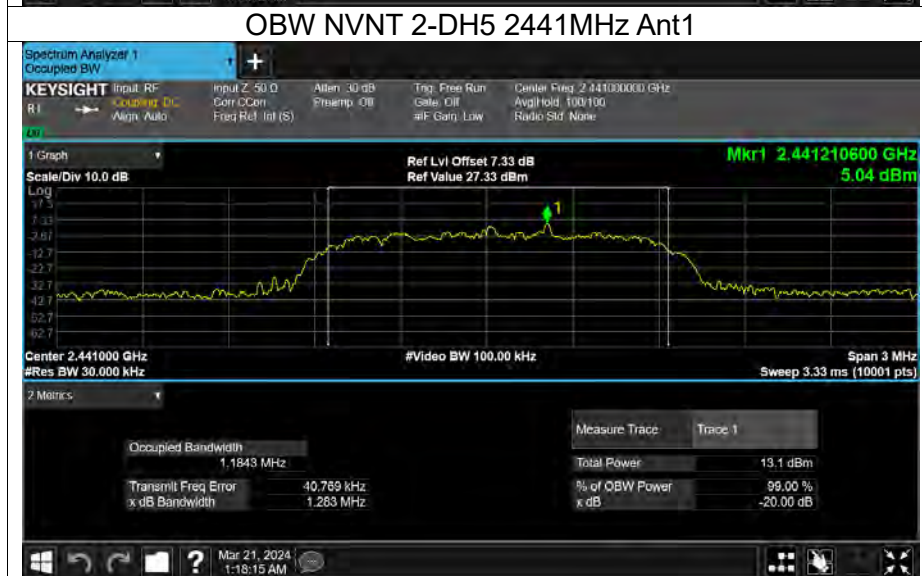 OBW NVNT 2-DH5 2441MHz Ant1
Spectrum Analyzer 1
Occupied BW
+
KEYSIGHT Input: RF Input Z: 50 Ω Atten: 30 dB Trig: Free Run Center Freq: 2.441000000 GHz
Coupling: DC Corr CCorr Preamp: Off Gate: Off Avg|Hold: 100/100
Align: Auto Freq Ref: Int (S) #IF Gain: Low Radio Std: None
1 Graph
Ref Lvl Offset 7.33 dB
Mkr1 2.441210600 GHz
Scale/Div 10.0 dB
Ref Value 27.33 dBm
5.04 dBm
Log
17.3
7.33
1
-2.67
-12.7
-22.7
-32.7
-42.7
-52.7
-62.7
Center 2.441000 GHz #Video BW 100.00 kHz Span 3 MHz
#Res BW 30.000 kHz Sweep 3.33 ms (10001 pts)
2 Metrics
Measure Trace Trace 1
Occupied Bandwidth
1.1843 MHz
Total Power 13.1 dBm
Transmit Freq Error 40.769 kHz % of OBW Power 99.00 %
x dB Bandwidth 1.283 MHz x dB -20.00 dB
? Mar 21, 2024
1:18:15 AM